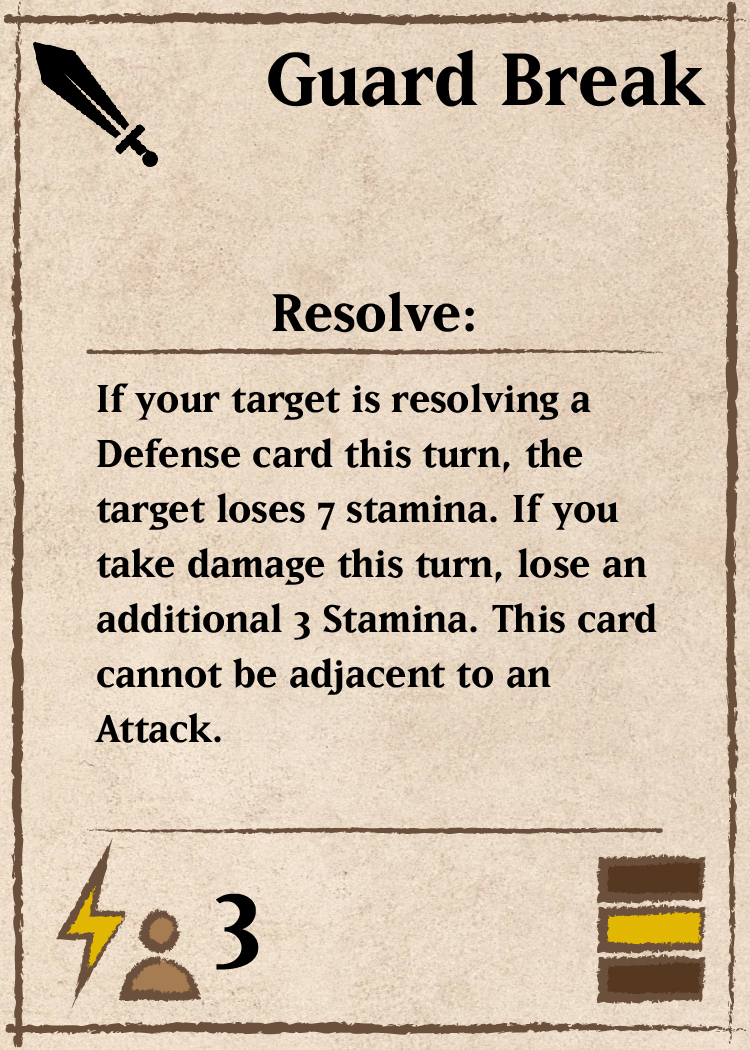 Guard Break
Resolve:
If your target is resolving a
Defense card this turn, the
target loses 7 stamina. If you
take damage this turn, lose an
additional 3 Stamina. This card
cannot be adjacent to an
Attack.
3